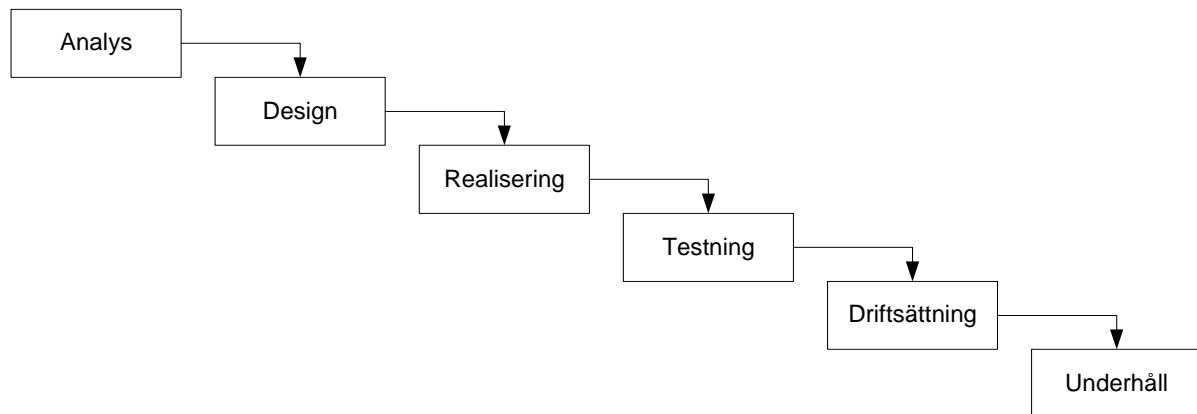 Analys
Design
Realisering
Testning
Driftsättning
Underhåll